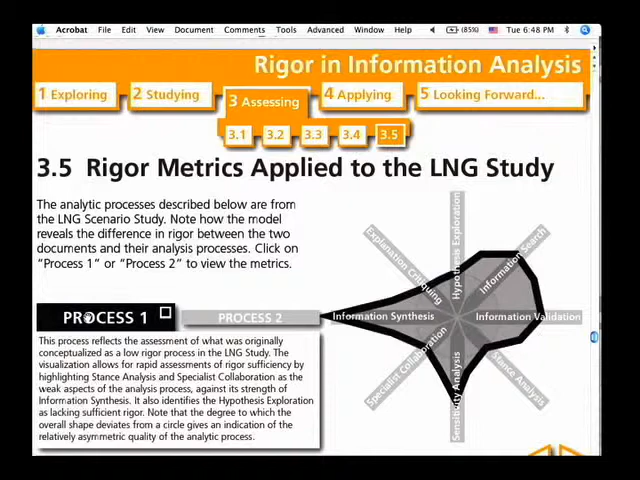 Acrobat File Edit View Document Comments Tools Advanced Window Help (85%) Tue 6:48 PM
Rigor in Information Analysis
1 Exploring 2 Studying 3 Assessing 4 Applying 5 Looking Forward...
3.1 3.2 3.3 3.4 3.5
3.5 Rigor Metrics Applied to the LNG Study
The analytic processes described below are from
the LNG Scenario Study. Note how the model
reveals the difference in rigor between the two
documents and their analysis processes. Click on
“Process 1” or “Process 2” to view the metrics.
PROCESS 1 PROCESS 2
This process reflects the assessment of what was originally
conceptualized as a low rigor process in the LNG Study. The
visualization allows for rapid assessments of rigor sufficiency by
highlighting Stance Analysis and Specialist Collaboration as the
weak aspects of the analysis process, against its strength of
Information Synthesis. It also identifies the Hypothesis Exploration
as lacking sufficient rigor. Note that the degree to which the
overall shape deviates from a circle gives an indication of the
relatively asymmetric quality of the analytic process.
Hypothesis Exploration
Information Search
Information Validation
Stance Analysis
Sensitivity Analysis
Specialist Collaboration
Information Synthesis
Explanation Critiquing